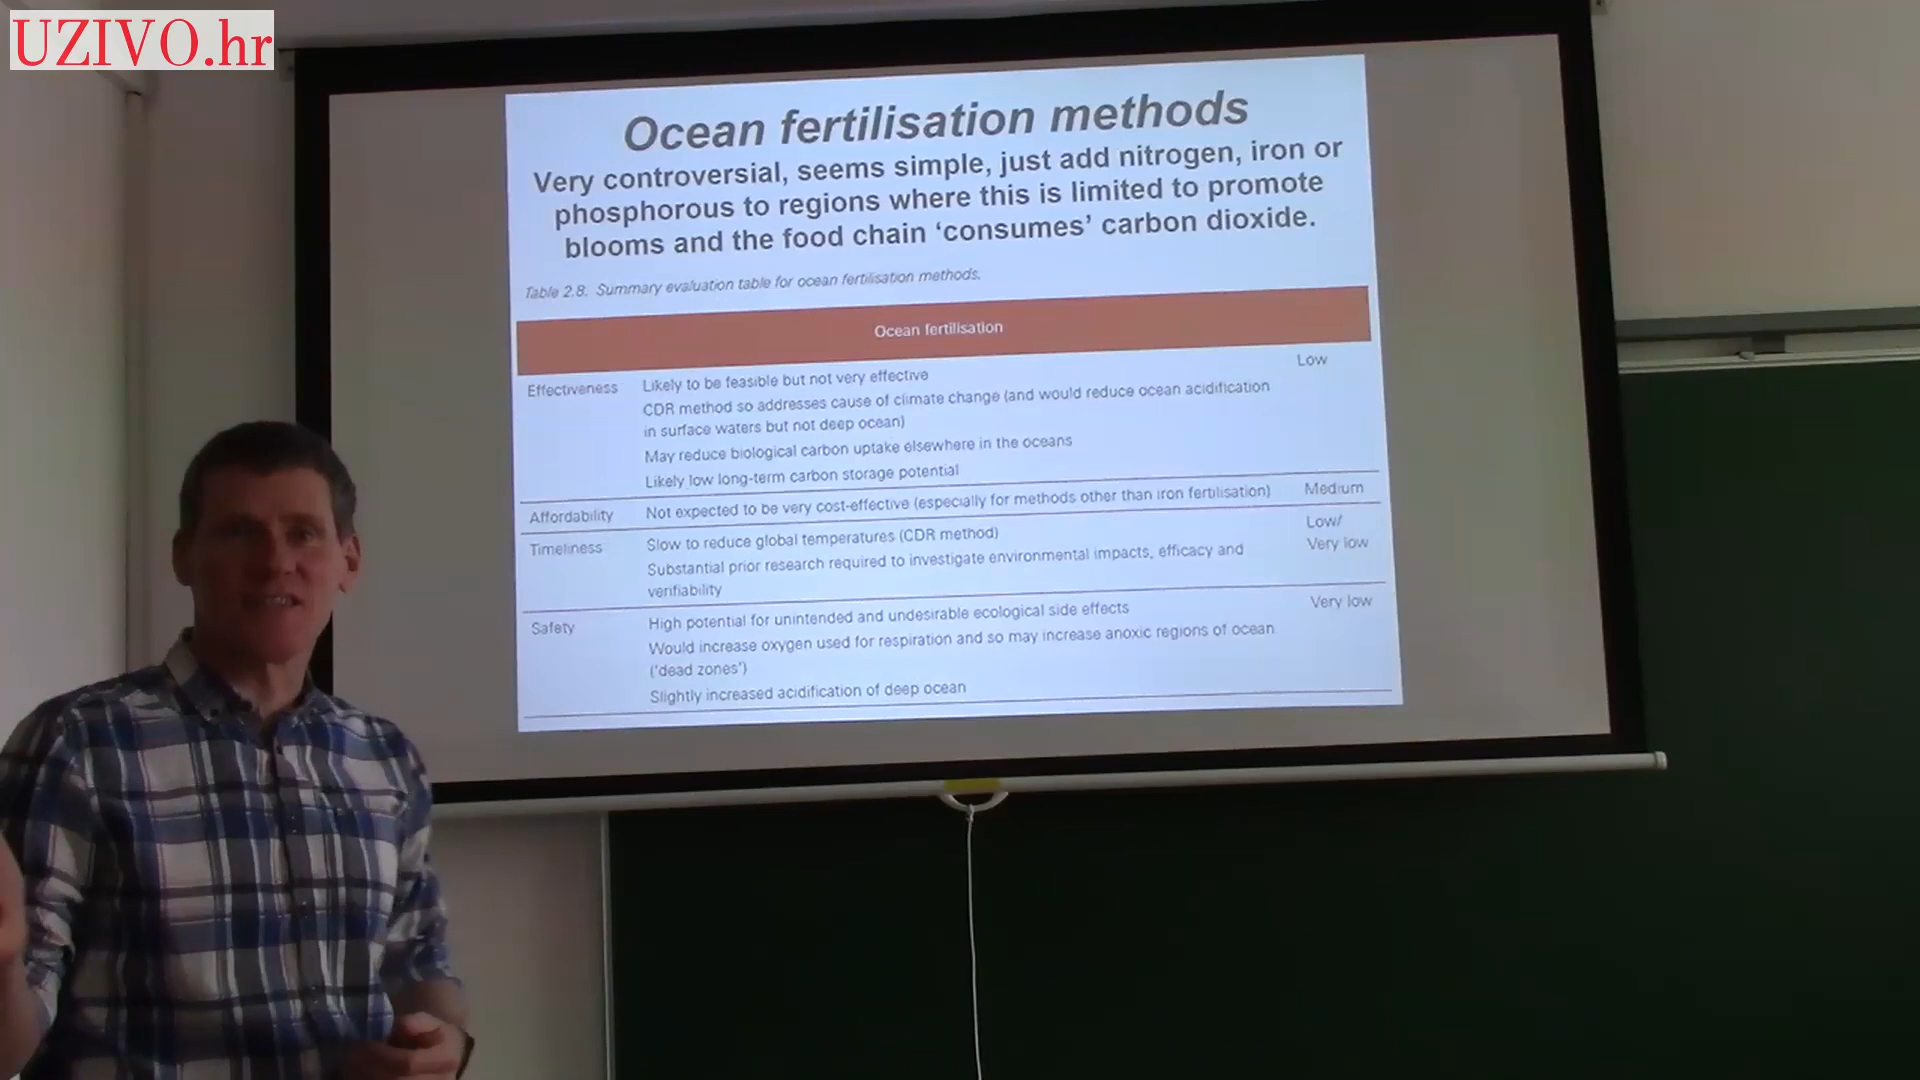 UZIVO.hr
Ocean fertilisation methods
Very controversial, seems simple, just add nitrogen, iron or
phosphorous to regions where this is limited to promote
blooms and the food chain ‘consumes’ carbon dioxide.
Table 2.8. Summary evaluation table for ocean fertilisation methods.
Ocean fertilisation
Effectiveness Likely to be feasible but not very effective Low
CDR method so addresses cause of climate change (and would reduce ocean acidification
in surface waters but not deep ocean)
May reduce biological carbon uptake elsewhere in the oceans
Likely low long-term carbon storage potential
Affordability Not expected to be very cost-effective (especially for methods other than iron fertilisation) Medium
Timeliness Slow to reduce global temperatures (CDR method) Low/
Substantial prior research required to investigate environmental impacts, efficacy and Very low
verifiability
Safety High potential for unintended and undesirable ecological side effects Very low
Would increase oxygen used for respiration and so may increase anoxic regions of ocean
(‘dead zones’)
Slightly increased acidification of deep ocean